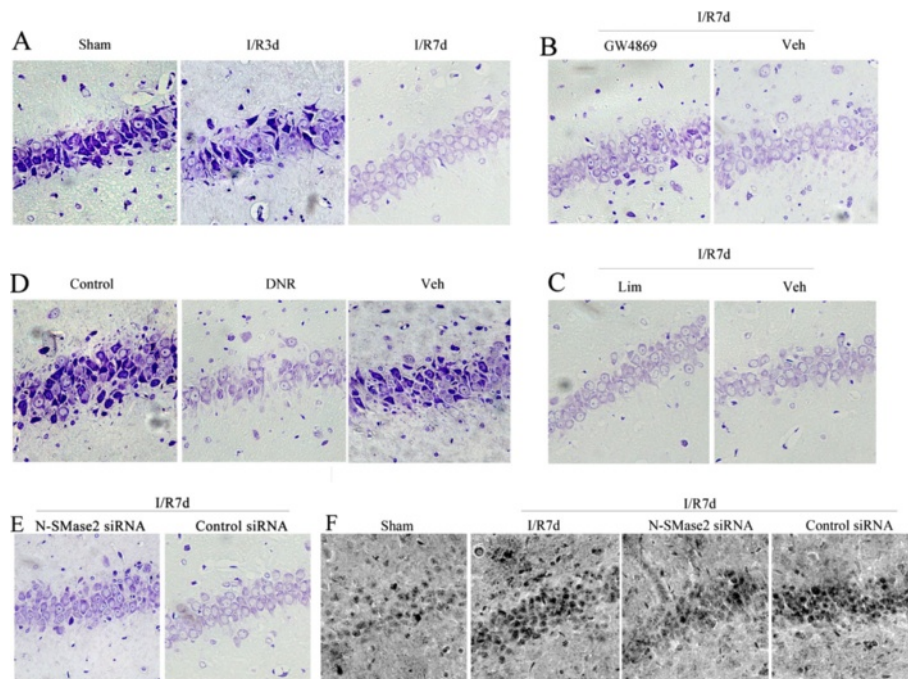 A
Sham
I/R3d
I/R7d
I/R7d
B
GW4869
Veh
D
Control
DNR
Veh
I/R7d
C
Lim
Veh
I/R7d
E
N-SMase2 siRNA
Control siRNA
I/R7d
F
Sham
I/R7d
N-SMase2 siRNA
Control siRNA